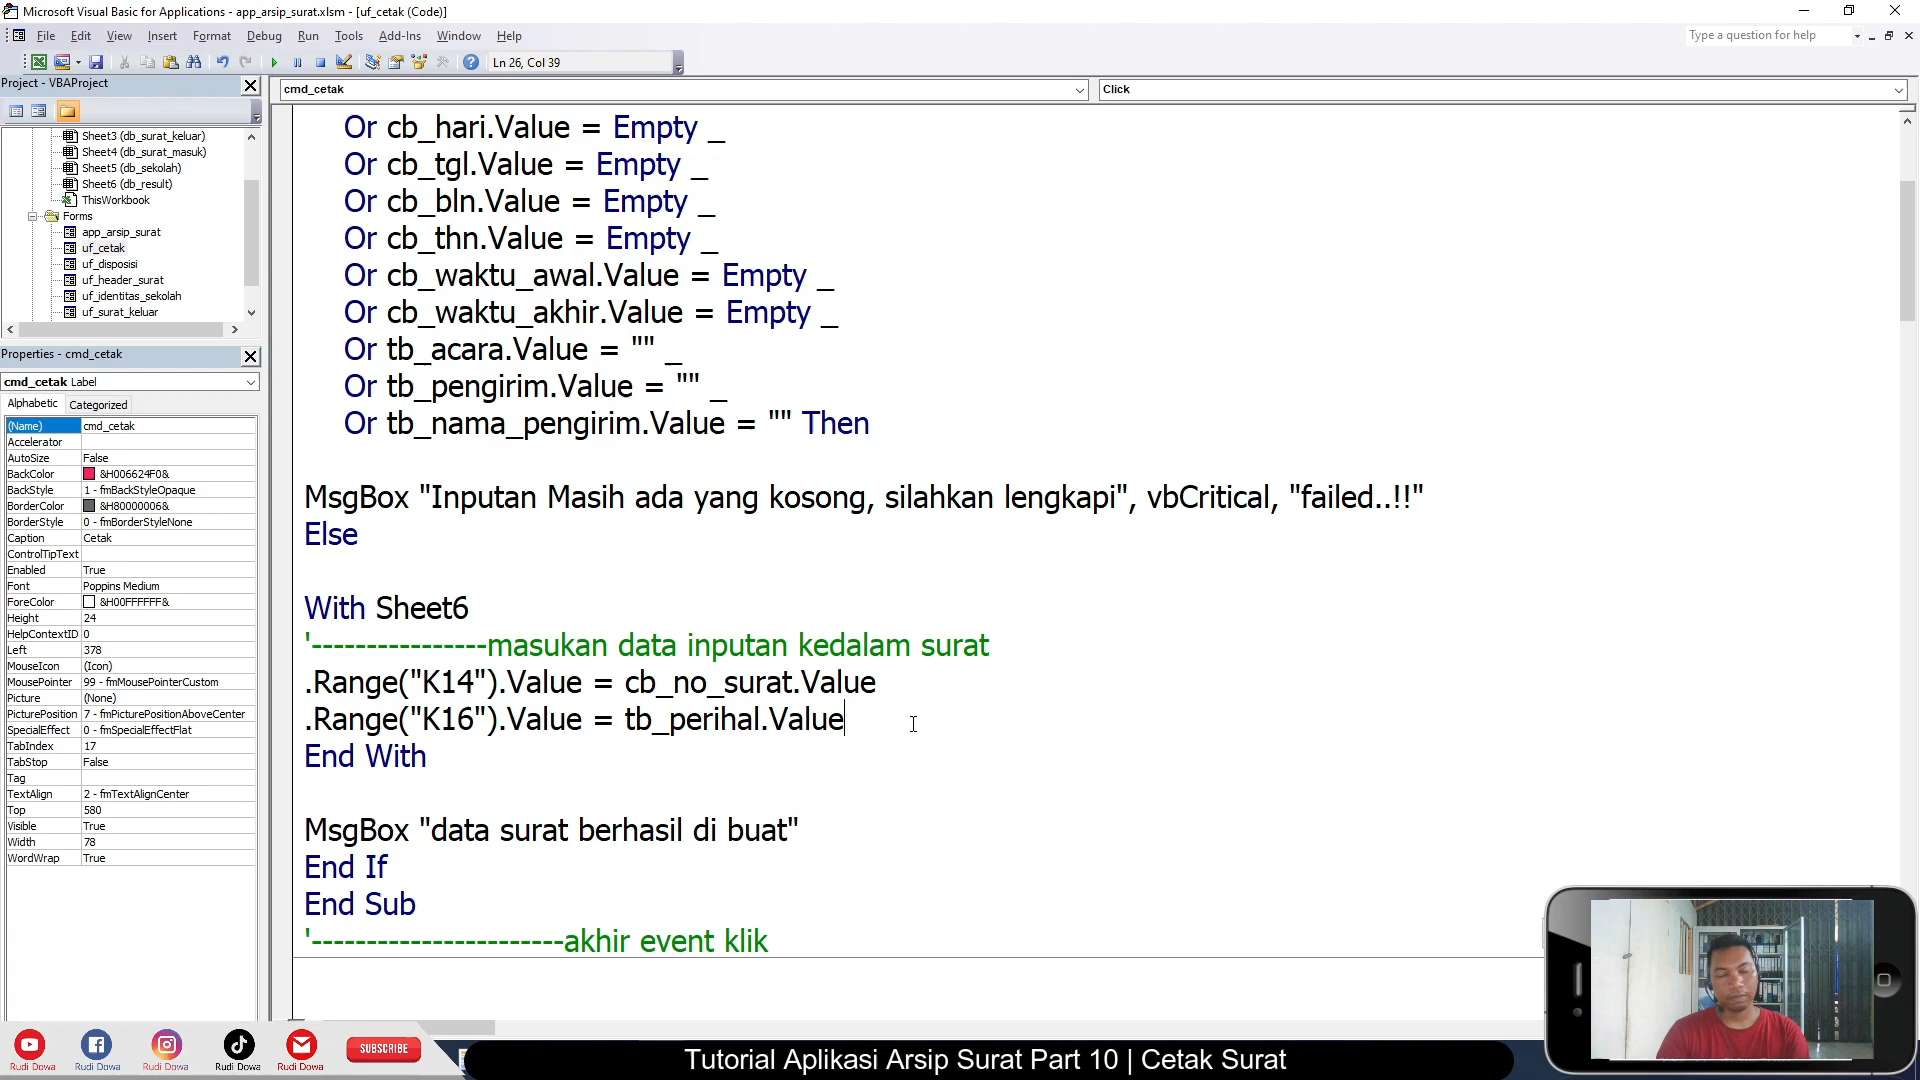 Microsoft Visual Basic for Applications - app_arsip_surat.xlsm - [uf_cetak (Code)]
File Edit View Insert Format Debug Run Tools Add-Ins Window Help
Type a question for help
Ln 26, Col 39
Project - VBAProject
cmd_cetak
Click
Sheet3 (db_surat_keluar)
Sheet4 (db_surat_masuk)
Sheet5 (db_sekolah)
Sheet6 (db_result)
ThisWorkbook
Forms
app_arsip_surat
uf_cetak
uf_disposisi
uf_header_surat
uf_identitas_sekolah
uf_surat_keluar
Properties - cmd_cetak
cmd_cetak Label
Alphabetic Categorized
(Name) cmd_cetak
Accelerator
AutoSize False
BackColor &H006624F0&
BackStyle 1 - fmBackStyleOpaque
BorderColor &H80000006&
BorderStyle 0 - fmBorderStyleNone
Caption Cetak
ControlTipText
Enabled True
Font Poppins Medium
ForeColor &H00FFFFFF&
Height 24
HelpContextID 0
Left 378
MouseIcon (Icon)
MousePointer 99 - fmMousePointerCustom
Picture (None)
PicturePosition 7 - fmPicturePositionAboveCenter
SpecialEffect 0 - fmSpecialEffectFlat
TabIndex 17
TabStop False
Tag
TextAlign 2 - fmTextAlignCenter
Top 580
Visible True
Width 78
WordWrap True
Or cb_hari.Value = Empty _
Or cb_tgl.Value = Empty _
Or cb_bln.Value = Empty _
Or cb_thn.Value = Empty _
Or cb_waktu_awal.Value = Empty _
Or cb_waktu_akhir.Value = Empty _
Or tb_acara.Value = "" _
Or tb_pengirim.Value = "" _
Or tb_nama_pengirim.Value = "" Then
MsgBox "Inputan Masih ada yang kosong, silahkan lengkapi", vbCritical, "failed..!!"
Else
With Sheet6
'----------------masukan data inputan kedalam surat
.Range("K14").Value = cb_no_surat.Value
.Range("K16").Value = tb_perihal.Value
End With
MsgBox "data surat berhasil di buat"
End If
End Sub
'-----------------------akhir event klik
Rudi Dowa Rudi Dowa Rudi Dowa Rudi Dowa Rudi Dowa
SUBSCRIBE
Tutorial Aplikasi Arsip Surat Part 10 | Cetak Surat